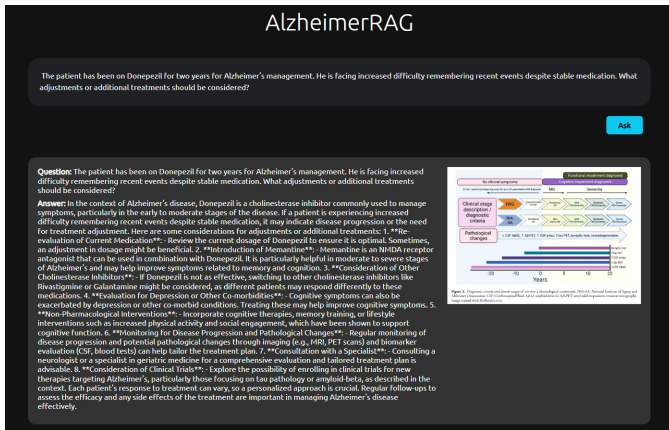 AlzheimerRAG
The patient has been on Donepezil for two years for Alzheimer's management. He is facing increased difficulty remembering recent events despite stable medication. What
adjustments or additional treatments should be considered?
Ask
Question: The patient has been on Donepezil for two years for Alzheimer's management. He is facing increased
difficulty remembering recent events despite stable medication. What adjustments or additional treatments
should be considered?
Answer: In the context of Alzheimer's disease, Donepezil is a cholinesterase inhibitor commonly used to manage
symptoms, particularly in the early to moderate stages of the disease. If a patient is experiencing increased
difficulty remembering recent events despite stable medication, it may indicate disease progression or the need
for treatment adjustment. Here are some considerations for adjustments or additional treatments: 1. **Re-
evaluation of Current Medication**: - Review the current dosage of Donepezil to ensure it is optimal. Sometimes,
an adjustment in dosage might be beneficial. 2. **Introduction of Memantine**: - Memantine is an NMDA receptor
antagonist that can be used in combination with Donepezil. It is particularly helpful in moderate to severe stages
of Alzheimer's and may help improve symptoms related to memory and cognition. 3. **Consideration of Other
Cholinesterase Inhibitors**: - If Donepezil is not as effective, switching to other cholinesterase inhibitors like
Rivastigmine or Galantamine might be considered, as different patients may respond differently to these
medications. 4. **Evaluation for Depression or Other Co-morbidities**: - Cognitive symptoms can also be
exacerbated by depression or other co-morbid conditions. Treating these may help improve cognitive symptoms. 5.
**Non-Pharmacological Interventions**: - Incorporate cognitive therapies, memory training, or lifestyle
interventions such as increased physical activity and social engagement, which have been shown to support
cognitive function. 6. **Monitoring for Disease Progression and Pathological Changes**: - Regular monitoring of
disease progression and potential pathological changes through imaging (e.g., MRI, PET scans) and biomarker
evaluation (CSF, blood tests) can help tailor the treatment plan. 7. **Consultation with a Specialist**: - Consulting a
neurologist or a specialist in geriatric medicine for a comprehensive evaluation and tailored treatment plan is
advisable. 8. **Consideration of Clinical Trials**: - Explore the possibility of enrolling in clinical trials for new
therapies targeting Alzheimer's, particularly those focusing on tau pathology or amyloid-beta, as described in the
context. Each patient's response to treatment can vary, so a personalized approach is crucial. Regular follow-ups to
assess the efficacy and any side effects of the treatment are important in managing Alzheimer's disease
effectively.
Functional impairment diagnosed
No clinical symptoms
Cognitive impairment diagnosed
MCI
Dementia
Clinical stage
description /
diagnostic
criteria
IWG
NIA-
AA
Pathological
changes
-30 -20 -10 0 10
Years